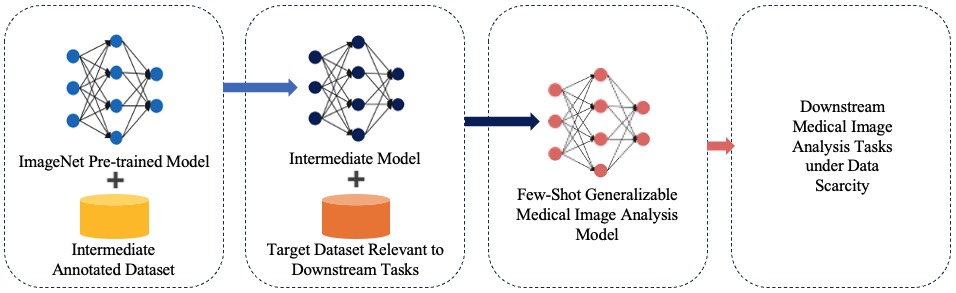 ImageNet Pre-trained Model
+
Intermediate
Annotated Dataset
Intermediate Model
+
Target Dataset Relevant to
Downstream Tasks
Few-Shot Generalizable
Medical Image Analysis
Model
Downstream
Medical Image
Analysis Tasks
under Data
Scarcity